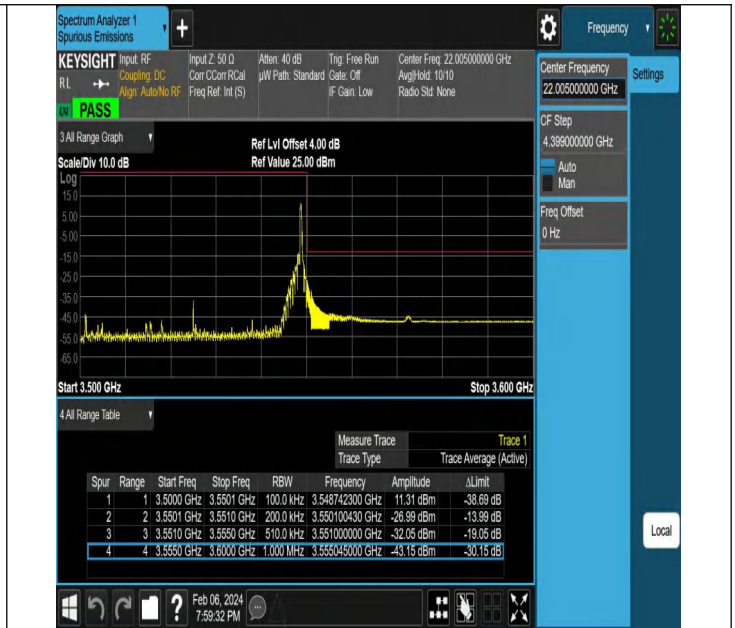 Spectrum Analyzer 1
Spurious Emissions
Frequency
KEYSIGHT Input: RF Input Z: 50 Ω Atten: 40 dB Trig: Free Run Center Freq: 22.005000000 GHz
RL Coupling: DC Corr CCorr RCal µW Path: Standard Gate: Off Avg|Hold: 10/10
Align: Auto/No RF Freq Ref: Int (S) IF Gain: Low Radio Std: None
PASS
Center Frequency
22.005000000 GHz
Settings
CF Step
4.399000000 GHz
Auto
Man
Freq Offset
0 Hz
3 All Range Graph
Ref Lvl Offset 4.00 dB
Scale/Div 10.0 dB Ref Value 25.00 dBm
Log
15.0
5.00
-5.00
-15.0
-25.0
-35.0
-45.0
-55.0
-65.0
Start 3.500 GHz Stop 3.600 GHz
4 All Range Table
Measure Trace Trace 1
Trace Type Trace Average (Active)
Spur Range Start Freq Stop Freq RBW Frequency Amplitude ΔLimit
1 1 3.5000 GHz 3.5501 GHz 100.0 kHz 3.548742300 GHz 11.31 dBm -38.69 dB
2 2 3.5501 GHz 3.5510 GHz 200.0 kHz 3.550100430 GHz -26.99 dBm -13.99 dB
3 3 3.5510 GHz 3.5550 GHz 510.0 kHz 3.551000000 GHz -32.05 dBm -19.05 dB
4 4 3.5550 GHz 3.6000 GHz 1.000 MHz 3.555045000 GHz -43.15 dBm -30.15 dB
Local
?
Feb 06, 2024
7:59:32 PM